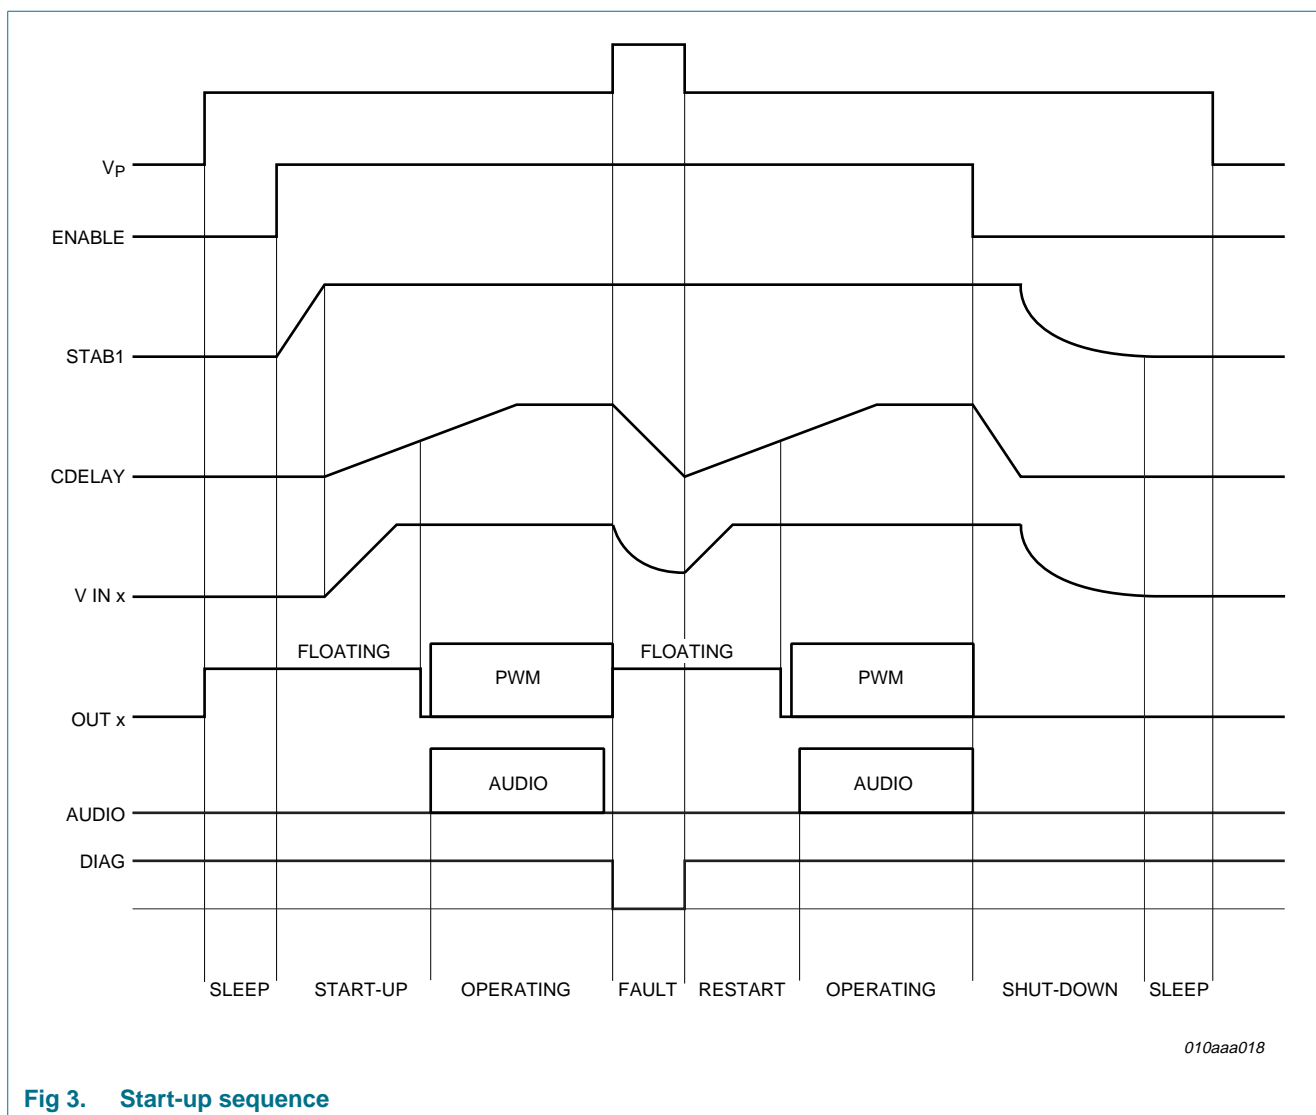 VP
ENABLE
STAB1
CDELAY
V IN x
FLOATING FLOATING
PWM PWM
OUT x
AUDIO AUDIO
AUDIO
DIAG
SLEEP START-UP OPERATING FAULT RESTART OPERATING SHUT-DOWN SLEEP
010aaa018
Fig 3. Start-up sequence